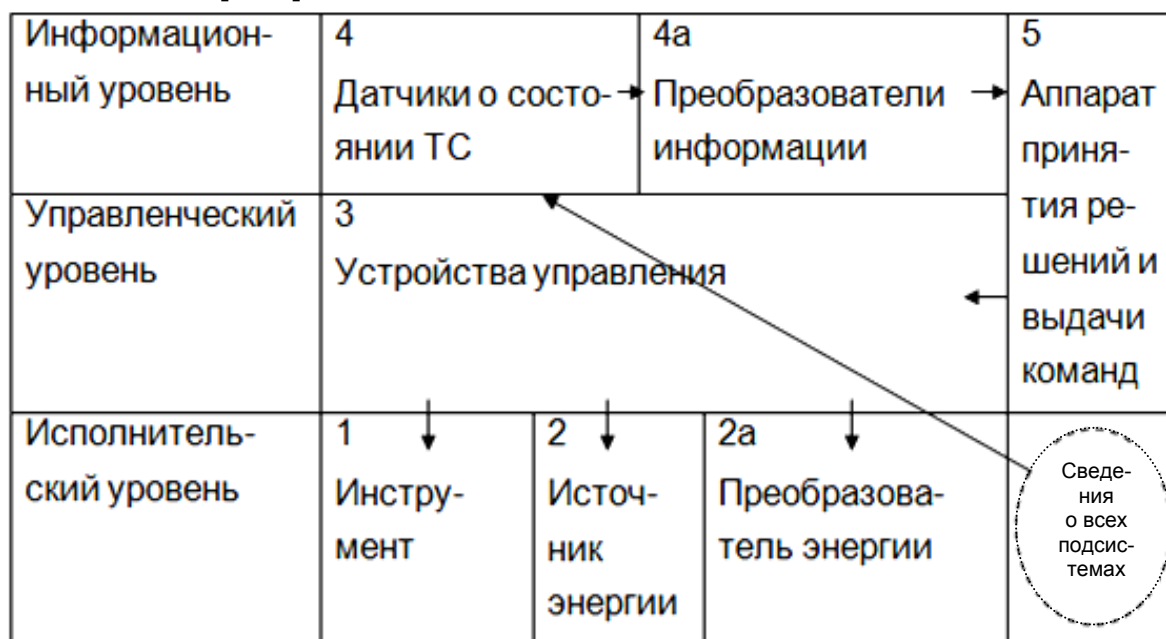 Информацион-
ный уровень
4
Датчики о состо-
янии ТС
4а
Преобразователи
информации
5
Аппарат
приня-
тия ре-
шений и
выдачи
команд
Управленческий
уровень
3
Устройства управления
Исполнитель-
ский уровень
1
Инстру-
мент
2
Источ-
ник
энергии
2а
Преобразова-
тель энергии
Сведе-
ния
о всех
подсис-
темах